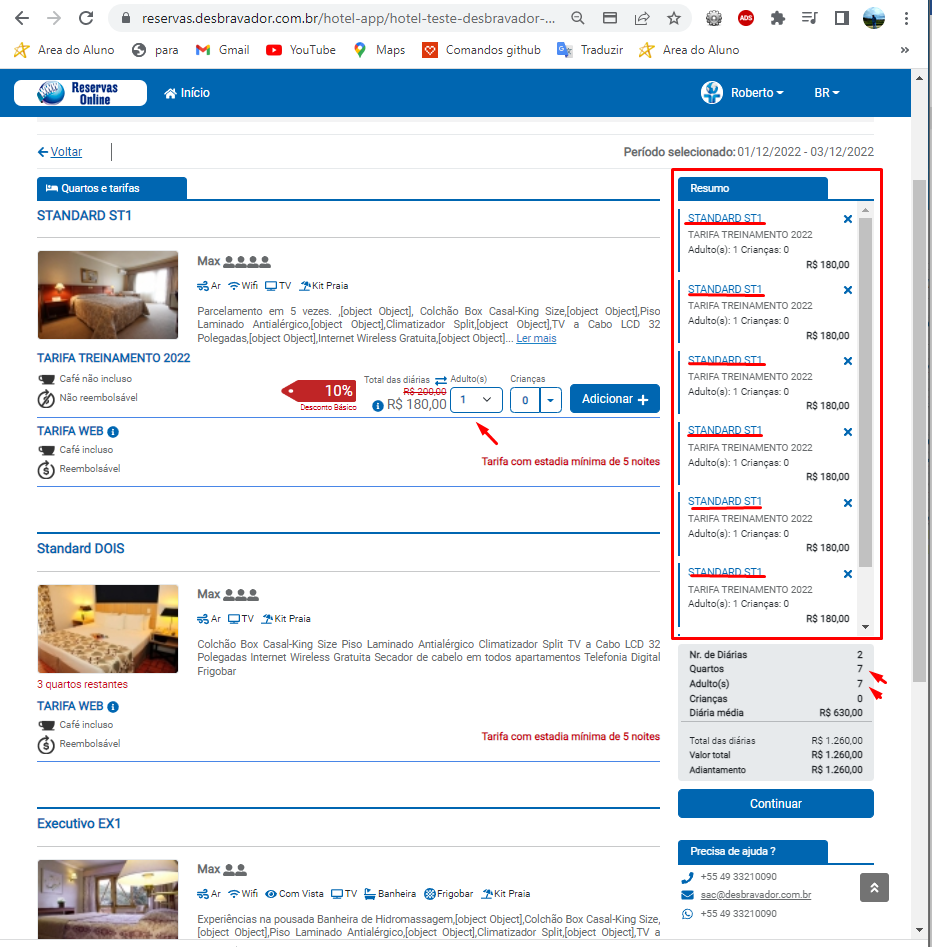 reservas.desbravador.com.br/hotel-app/hotel-teste-desbravador-...
ADS
Area do Aluno
para
Gmail
YouTube
Maps
Comandos github
Traduzir
Area do Aluno
»
Reservas
Online
Início
Roberto
BR
Voltar
Período selecionado: 01/12/2022 - 03/12/2022
Quartos e tarifas
STANDARD ST1
Max
Ar Wifi TV Kit Praia
Parcelamento em 5 vezes. ,[object Object], Colchão Box Casal-King Size,[object Object],Piso
Laminado Antialérgico,[object Object],Climatizador Split,[object Object],TV a Cabo LCD 32
Polegadas,[object Object],Internet Wireless Gratuita,[object Object]... Ler mais
TARIFA TREINAMENTO 2022
Café não incluso
Não reembolsável
10%
Desconto Básico
Total das diárias
R$ 200,00
R$ 180,00
Adulto(s)
1
Crianças
0
Adicionar +
TARIFA WEB
Café incluso
Reembolsável
Tarifa com estadia mínima de 5 noites
Standard DOIS
Max
Ar TV Kit Praia
Colchão Box Casal-King Size Piso Laminado Antialérgico Climatizador Split TV a Cabo LCD 32
Polegadas Internet Wireless Gratuita Secador de cabelo em todos apartamentos Telefonia Digital
Frigobar
3 quartos restantes
TARIFA WEB
Café incluso
Reembolsável
Tarifa com estadia mínima de 5 noites
Executivo EX1
Max
Ar Wifi Com Vista TV Banheira Frigobar Kit Praia
Experiências na pousada Banheira de Hidromassagem,[object Object],Colchão Box Casal-King Size,
[object Object],Piso Laminado Antialérgico,[object Object],Climatizador Split,[object Object],TV a
Resumo
STANDARD ST1
TARIFA TREINAMENTO 2022
Adulto(s): 1 Crianças: 0
R$ 180,00
STANDARD ST1
TARIFA TREINAMENTO 2022
Adulto(s): 1 Crianças: 0
R$ 180,00
STANDARD ST1
TARIFA TREINAMENTO 2022
Adulto(s): 1 Crianças: 0
R$ 180,00
STANDARD ST1
TARIFA TREINAMENTO 2022
Adulto(s): 1 Crianças: 0
R$ 180,00
STANDARD ST1
TARIFA TREINAMENTO 2022
Adulto(s): 1 Crianças: 0
R$ 180,00
STANDARD ST1
TARIFA TREINAMENTO 2022
Adulto(s): 1 Crianças: 0
R$ 180,00
Nr. de Diárias 2
Quartos 7
Adulto(s) 7
Crianças 0
Diária média R$ 630,00
Total das diárias R$ 1.260,00
Valor total R$ 1.260,00
Adiantamento R$ 1.260,00
Continuar
Precisa de ajuda ?
+55 49 33210090
sac@desbravador.com.br
+55 49 33210090